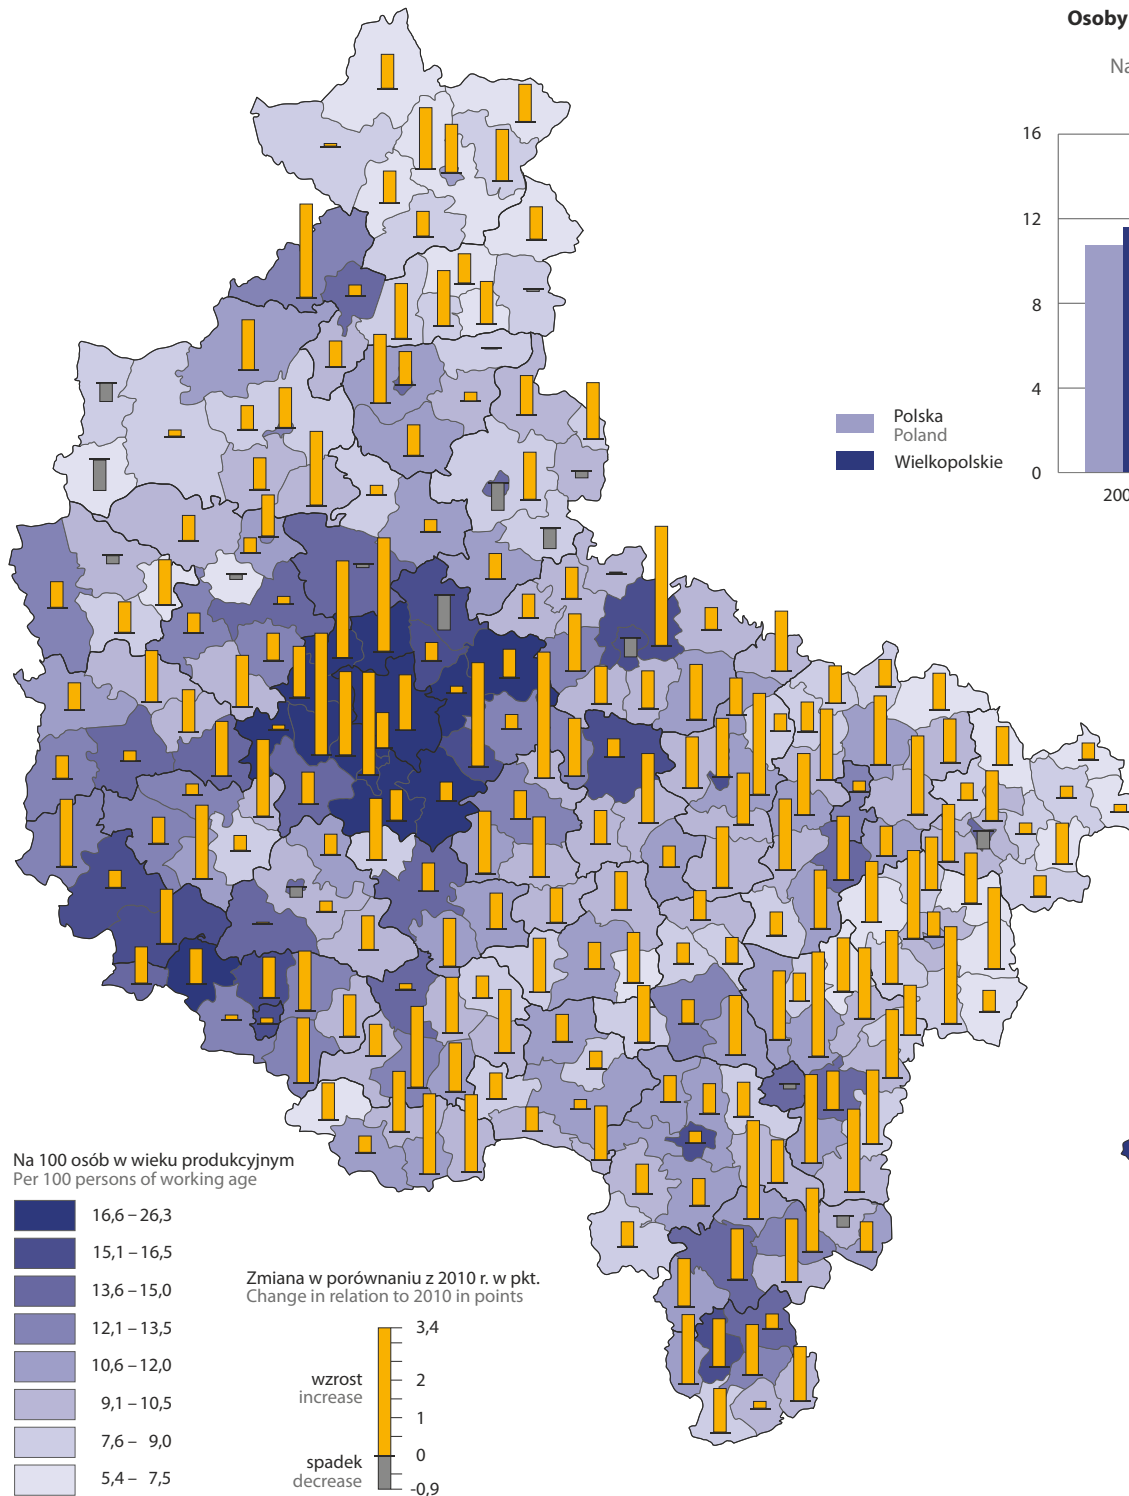 Osoby
Na
16
12
8
4
0
200
Polska
Poland
Wielkopolskie
Na 100 osób w wieku produkcyjnym
Per 100 persons of working age
16,6 – 26,3
15,1 – 16,5
13,6 – 15,0
12,1 – 13,5
10,6 – 12,0
9,1 – 10,5
7,6 – 9,0
5,4 – 7,5
Zmiana w porównaniu z 2010 r. w pkt.
Change in relation to 2010 in points
3,4
wzrost
increase
2
1
0
spadek
decrease
-0,9